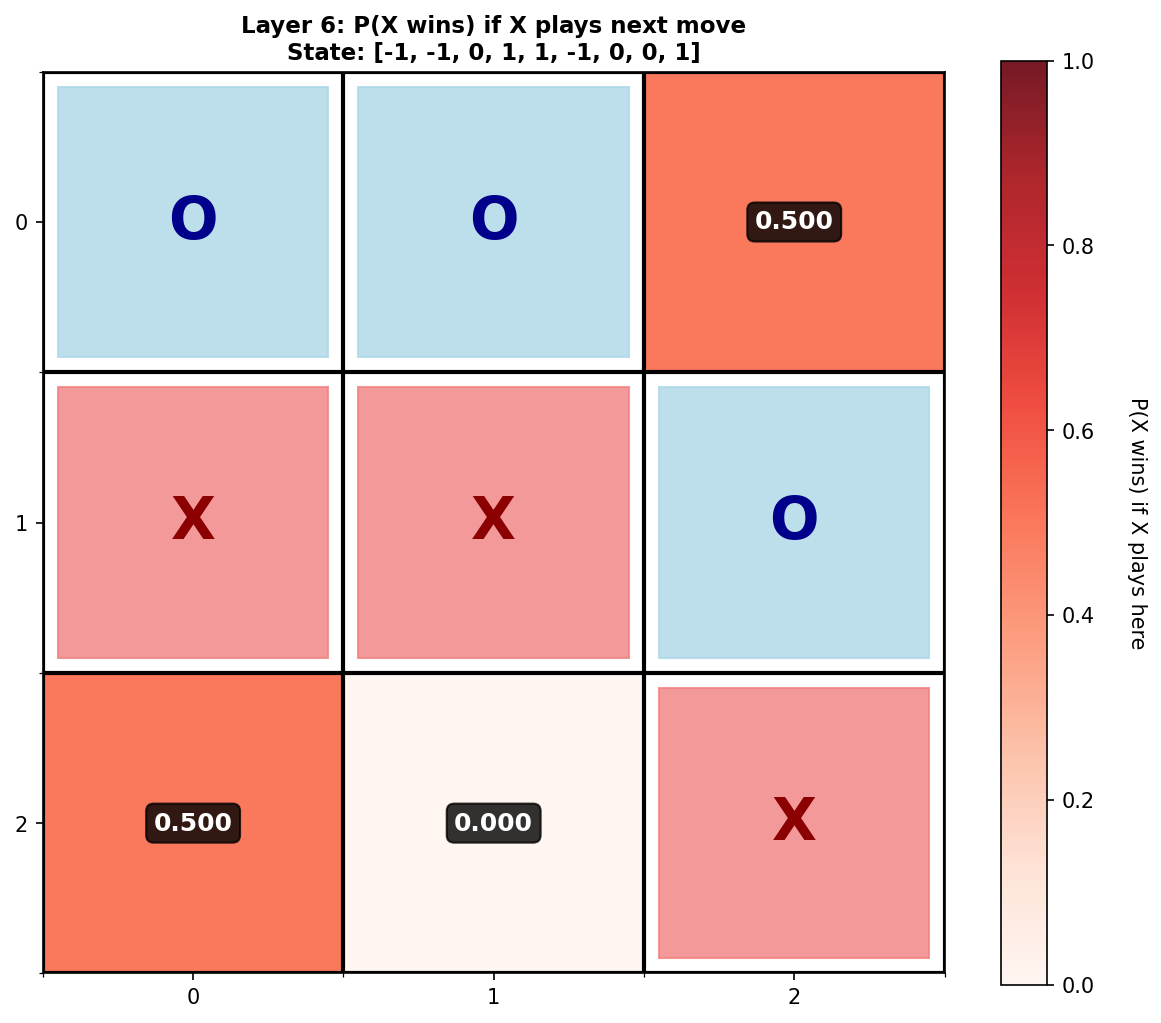 Layer 6: P(X wins) if X plays next move
State: [-1, -1, 0, 1, 1, -1, 0, 0, 1]
0
O
O
0.500
1
X
X
O
2
0.500
0.000
X
0
1
2
1.0
0.8
0.6
0.4
0.2
0.0
P(X wins) if X plays here